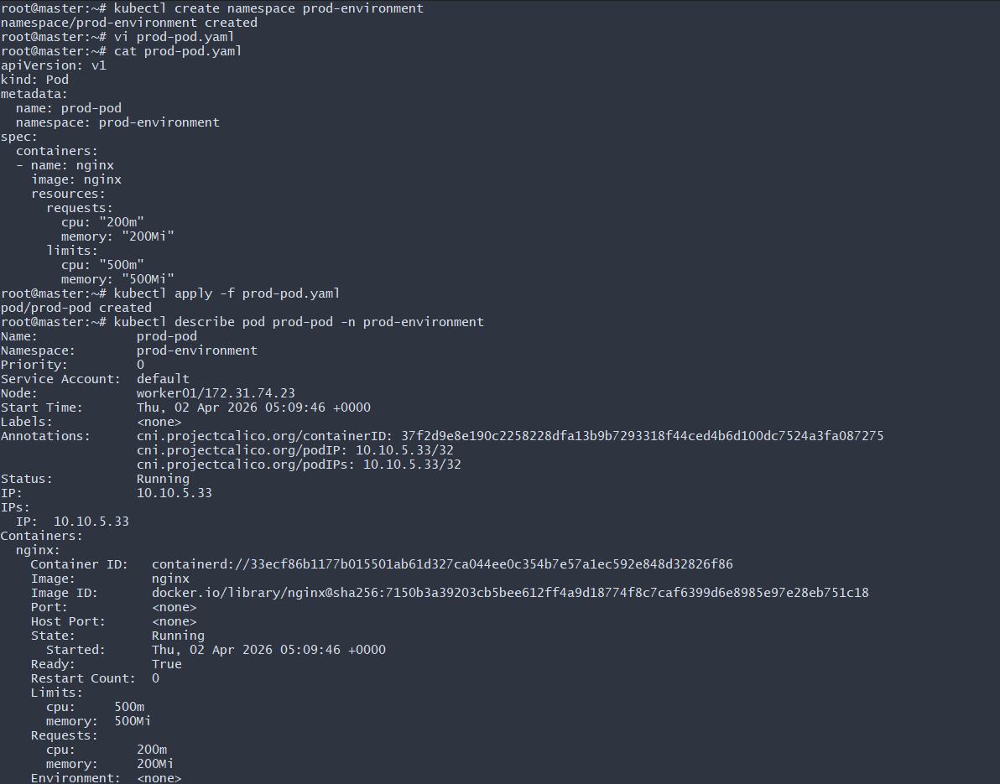 root@master:~# kubectl create namespace prod-environment
namespace/prod-environment created
root@master:~# vi prod-pod.yaml
root@master:~# cat prod-pod.yaml
apiVersion: v1
kind: Pod
metadata:
  name: prod-pod
  namespace: prod-environment
spec:
  containers:
  - name: nginx
    image: nginx
    resources:
      requests:
        cpu: "200m"
        memory: "200Mi"
      limits:
        cpu: "500m"
        memory: "500Mi"
root@master:~# kubectl apply -f prod-pod.yaml
pod/prod-pod created
root@master:~# kubectl describe pod prod-pod -n prod-environment
Name:             prod-pod
Namespace:        prod-environment
Priority:         0
Service Account:  default
Node:             worker01/172.31.74.23
Start Time:       Thu, 02 Apr 2026 05:09:46 +0000
Labels:           <none>
Annotations:      cni.projectcalico.org/containerID: 37f2d9e8e190c2258228dfa13b9b7293318f44ced4b6d100dc7524a3fa087275
                  cni.projectcalico.org/podIP: 10.10.5.33/32
                  cni.projectcalico.org/podIPs: 10.10.5.33/32
Status:           Running
IP:               10.10.5.33
IPs:
  IP:  10.10.5.33
Containers:
  nginx:
    Container ID:   containerd://33ecf86b1177b015501ab61d327ca044ee0c354b7e57a1ec592e848d32826f86
    Image:          nginx
    Image ID:       docker.io/library/nginx@sha256:7150b3a39203cb5bee612ff4a9d18774f8c7caf6399d6e8985e97e28eb751c18
    Port:           <none>
    Host Port:      <none>
    State:          Running
      Started:      Thu, 02 Apr 2026 05:09:46 +0000
    Ready:          True
    Restart Count:  0
    Limits:
      cpu:     500m
      memory:  500Mi
    Requests:
      cpu:        200m
      memory:     200Mi
    Environment:  <none>